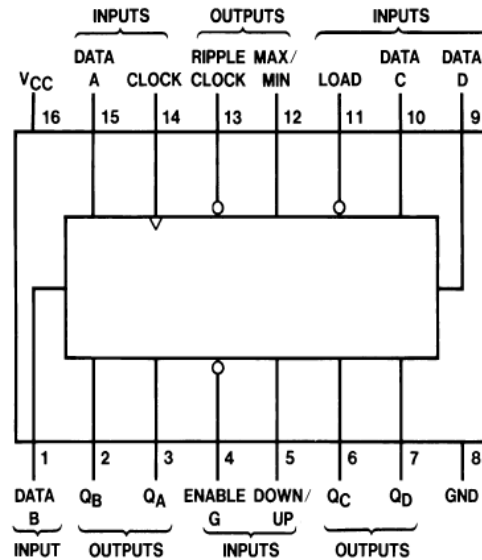 INPUTS OUTPUTS INPUTS
DATA RIPPLE MAX/ DATA DATA
VCC A CLOCK CLOCK MIN LOAD C D
16 15 14 13 12 11 10 9
1 2 3 4 5 6 7 8
DATA QB QA ENABLE DOWN/ QC QD GND
B G UP
INPUT OUTPUTS INPUTS OUTPUTS